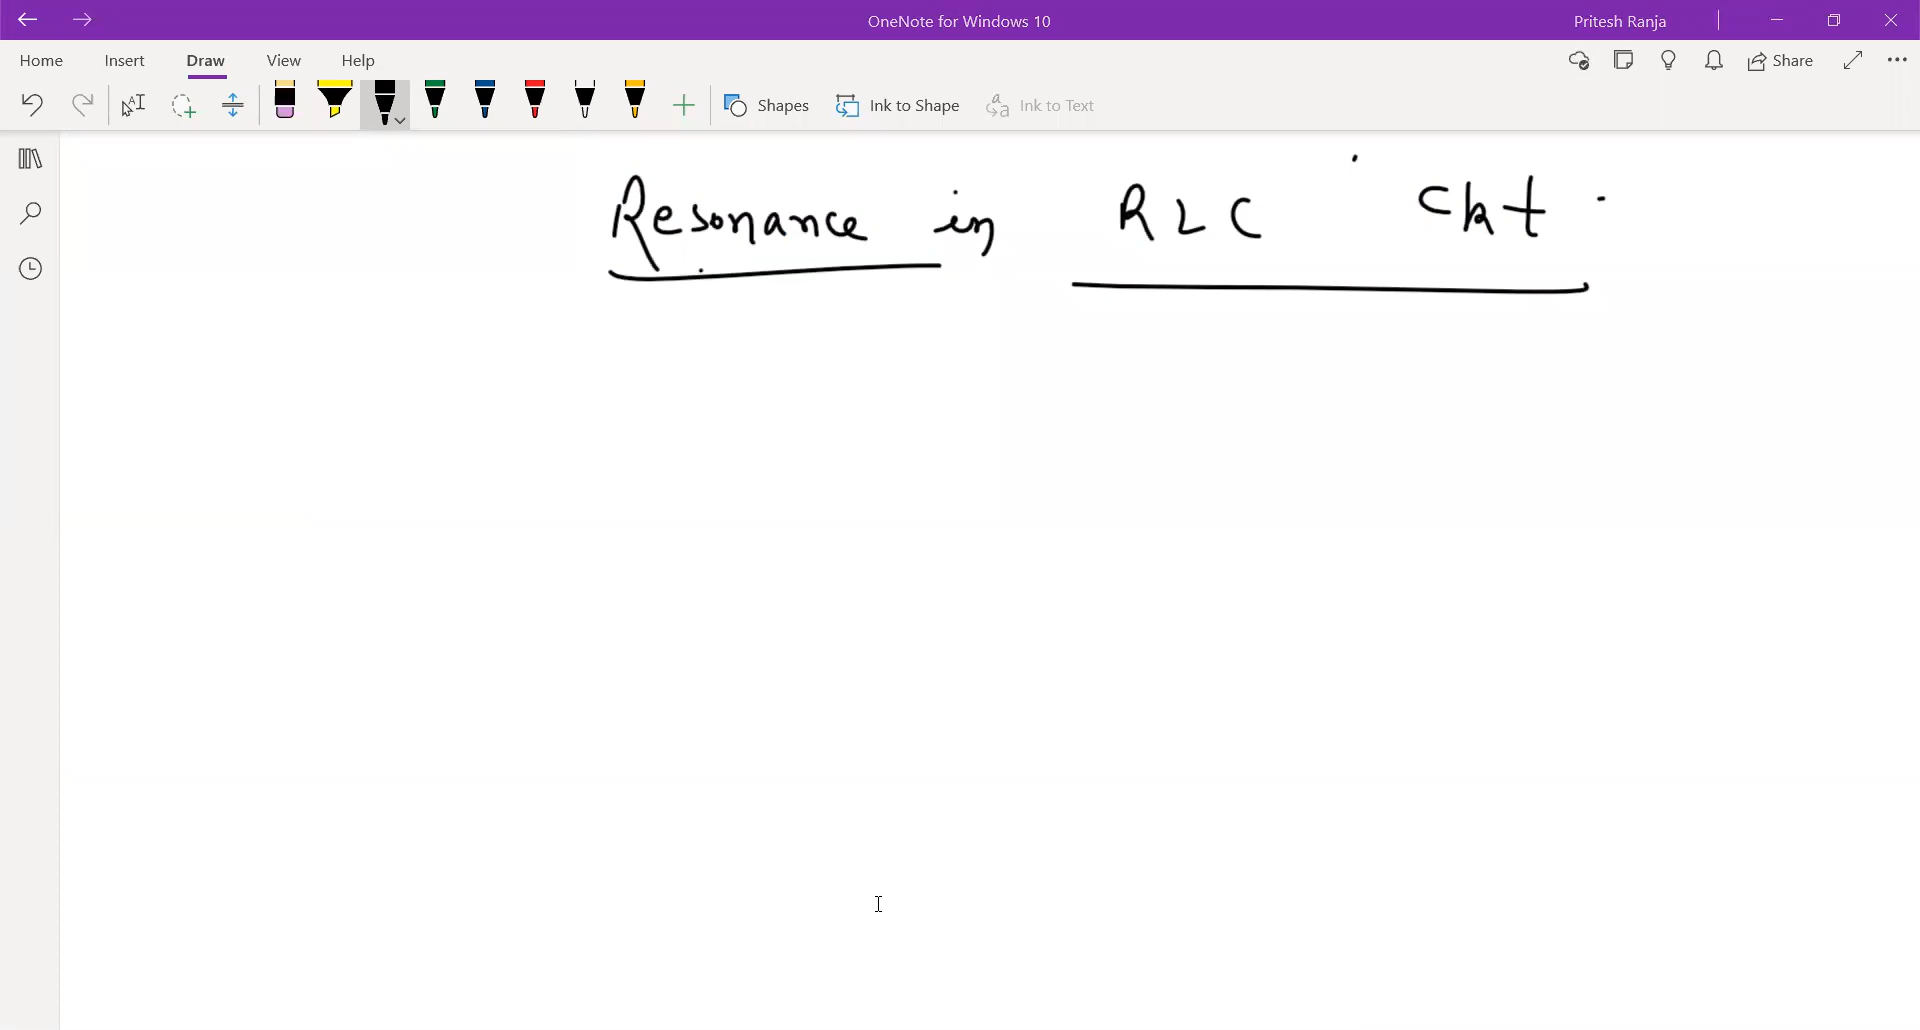 OneNote for Windows 10
Pritesh Ranja
Home Insert Draw View Help
Share
Shapes Ink to Shape Ink to Text
Resonance in RLC Ckt